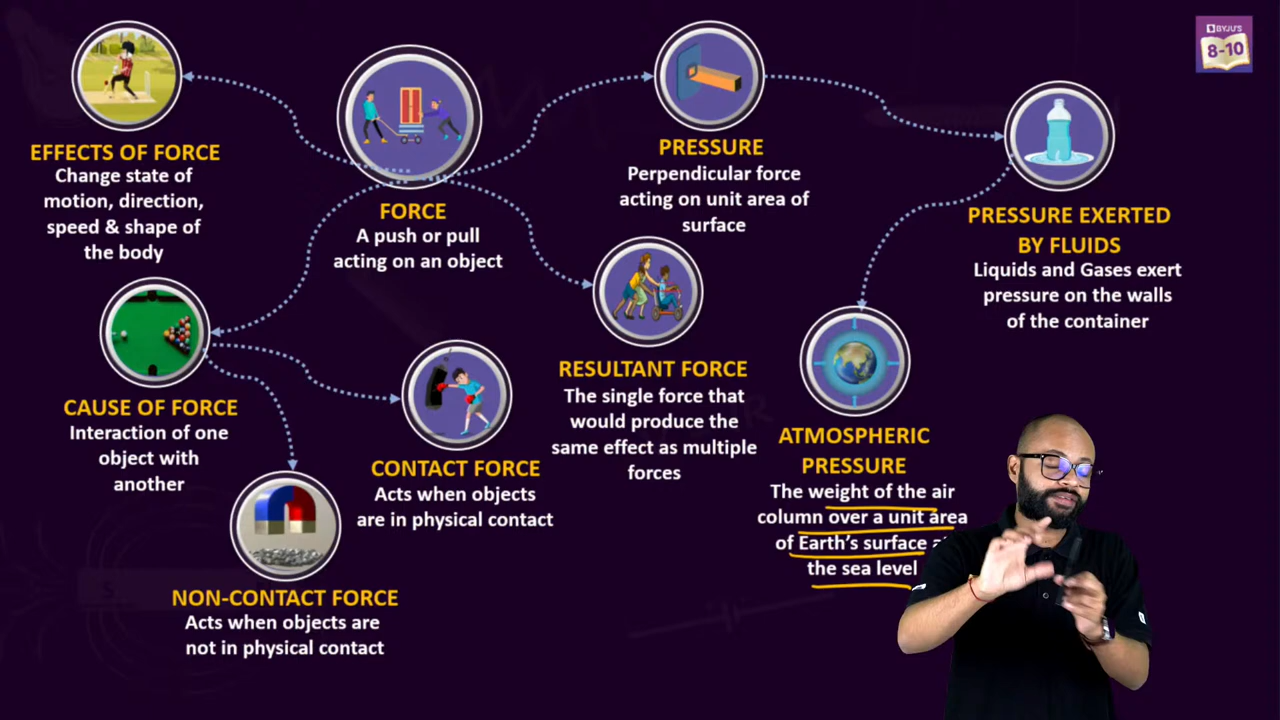 BYJU'S
8-10
EFFECTS OF FORCE
Change state of
motion, direction,
speed & shape of
the body
FORCE
A push or pull
acting on an object
PRESSURE
Perpendicular force
acting on unit area of
surface
PRESSURE EXERTED
BY FLUIDS
Liquids and Gases exert
pressure on the walls
of the container
CAUSE OF FORCE
Interaction of one
object with
another
CONTACT FORCE
Acts when objects
are in physical contact
RESULTANT FORCE
The single force that
would produce the
same effect as multiple
forces
ATMOSPHERIC
PRESSURE
The weight of the air
column over a unit area
of Earth's surface
the sea level
NON-CONTACT FORCE
Acts when objects are
not in physical contact